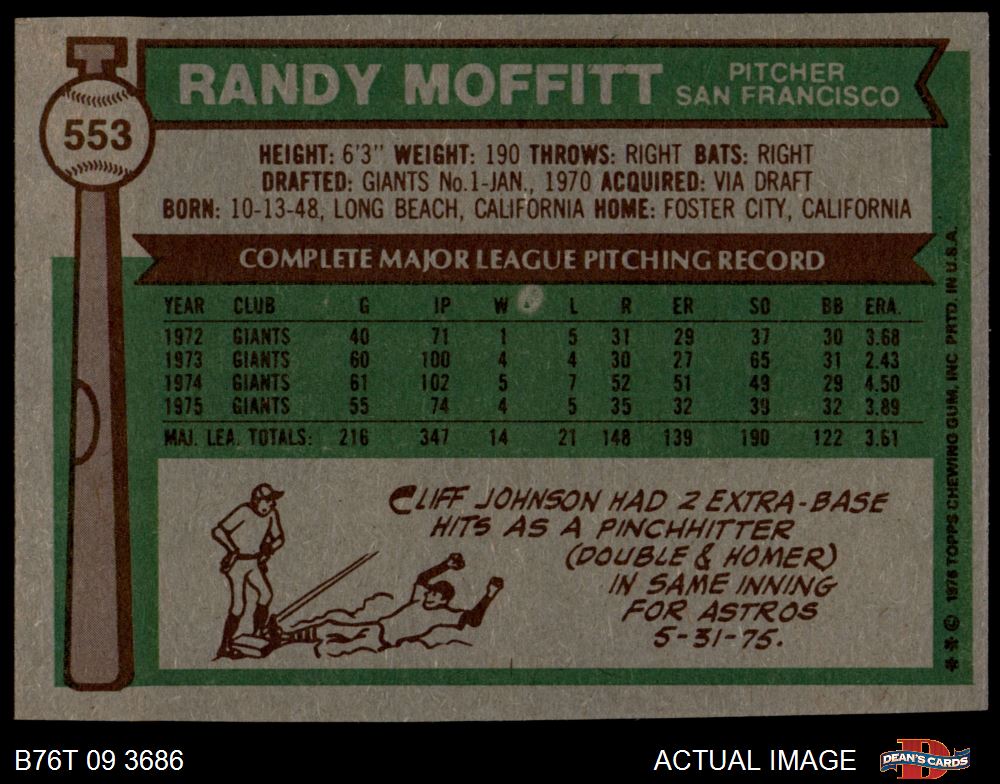 553
RANDY MOFFITT
PITCHER
SAN FRANCISCO
HEIGHT: 6'3" WEIGHT: 190 THROWS: RIGHT BATS: RIGHT
DRAFTED: GIANTS No.1-JAN., 1970 ACQUIRED: VIA DRAFT
BORN: 10-13-48, LONG BEACH, CALIFORNIA HOME: FOSTER CITY, CALIFORNIA
COMPLETE MAJOR LEAGUE PITCHING RECORD
YEAR CLUB G IP W L R ER SO BB ERA.
1972 GIANTS 40 71 1 5 31 29 37 30 3.68
1973 GIANTS 60 100 4 4 30 27 65 31 2.43
1974 GIANTS 61 102 5 7 52 51 49 29 4.50
1975 GIANTS 55 74 4 5 35 32 39 32 3.89
MAJ. LEA. TOTALS: 216 347 14 21 148 139 190 122 3.61
CLIFF JOHNSON HAD 2 EXTRA-BASE
HITS AS A PINCHHITTER
(DOUBLE & HOMER)
IN SAME INNING
FOR ASTROS
5-31-75.
** © 1976 TOPPS CHEWING GUM, INC PRTD. IN U.S.A.
B76T 09 3686
ACTUAL IMAGE
DEAN'S CARDS